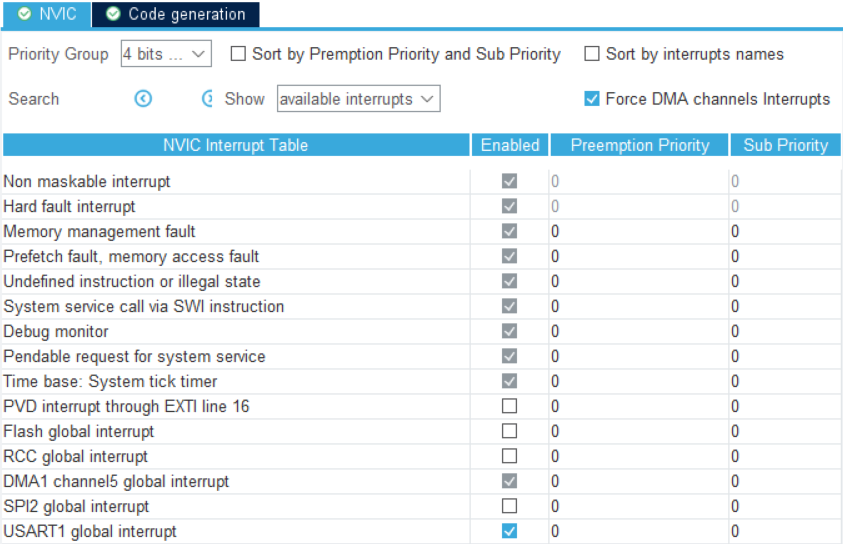 NVIC Code generation
Priority Group 4 bits ... Sort by Premption Priority and Sub Priority Sort by interrupts names
Search Show available interrupts Force DMA channels Interrupts
NVIC Interrupt Table Enabled Preemption Priority Sub Priority
Non maskable interrupt 0 0
Hard fault interrupt 0 0
Memory management fault 0 0
Prefetch fault, memory access fault 0 0
Undefined instruction or illegal state 0 0
System service call via SWI instruction 0 0
Debug monitor 0 0
Pendable request for system service 0 0
Time base: System tick timer 0 0
PVD interrupt through EXTI line 16 0 0
Flash global interrupt 0 0
RCC global interrupt 0 0
DMA1 channel5 global interrupt 0 0
SPI2 global interrupt 0 0
USART1 global interrupt 0 0